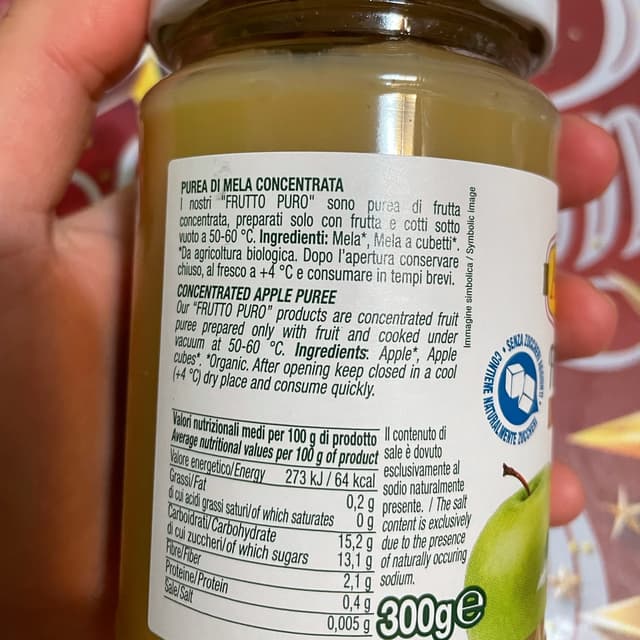 PUREA DI MELA CONCENTRATA
I nostri "FRUTTO PURO" sono purea di frutta
concentrata, preparati solo con frutta e cotti sotto
vuoto a 50-60 °C. Ingredienti: Mela*, Mela a cubetti*.
*Da agricoltura biologica. Dopo l'apertura conservare
chiuso, al fresco a +4 °C e consumare in tempi brevi.
CONCENTRATED APPLE PUREE
Our "FRUTTO PURO" products are concentrated fruit
puree prepared only with fruit and cooked under
vacuum at 50-60 °C. Ingredients: Apple*, Apple
cubes*. *Organic. After opening keep closed in a cool
(+4 °C) dry place and consume quickly.
Immagine simbolica / Symbolic Image
SENZA ZUCCHERI AGGIUNTI
CONTIENE NATURALMENTE ZUCCHERI
Valori nutrizionali medi per 100 g di prodotto
Average nutritional values per 100 g of product
Valore energetico/Energy 273 kJ / 64 kcal
Grassi/Fat 0,2 g
di cui acidi grassi saturi/of which saturates 0 g
Carboidrati/Carbohydrate 15,2 g
di cui zuccheri/of which sugars 13,1 g
Fibre/Fiber 2,1 g
Proteine/Protein 0,4 g
Sale/Salt 0,005 g
Il contenuto di
sale è dovuto
esclusivamente al
sodio naturalmente
presente. / The salt
content is exclusively
due to the presence
of naturally occuring
sodium.
300g e